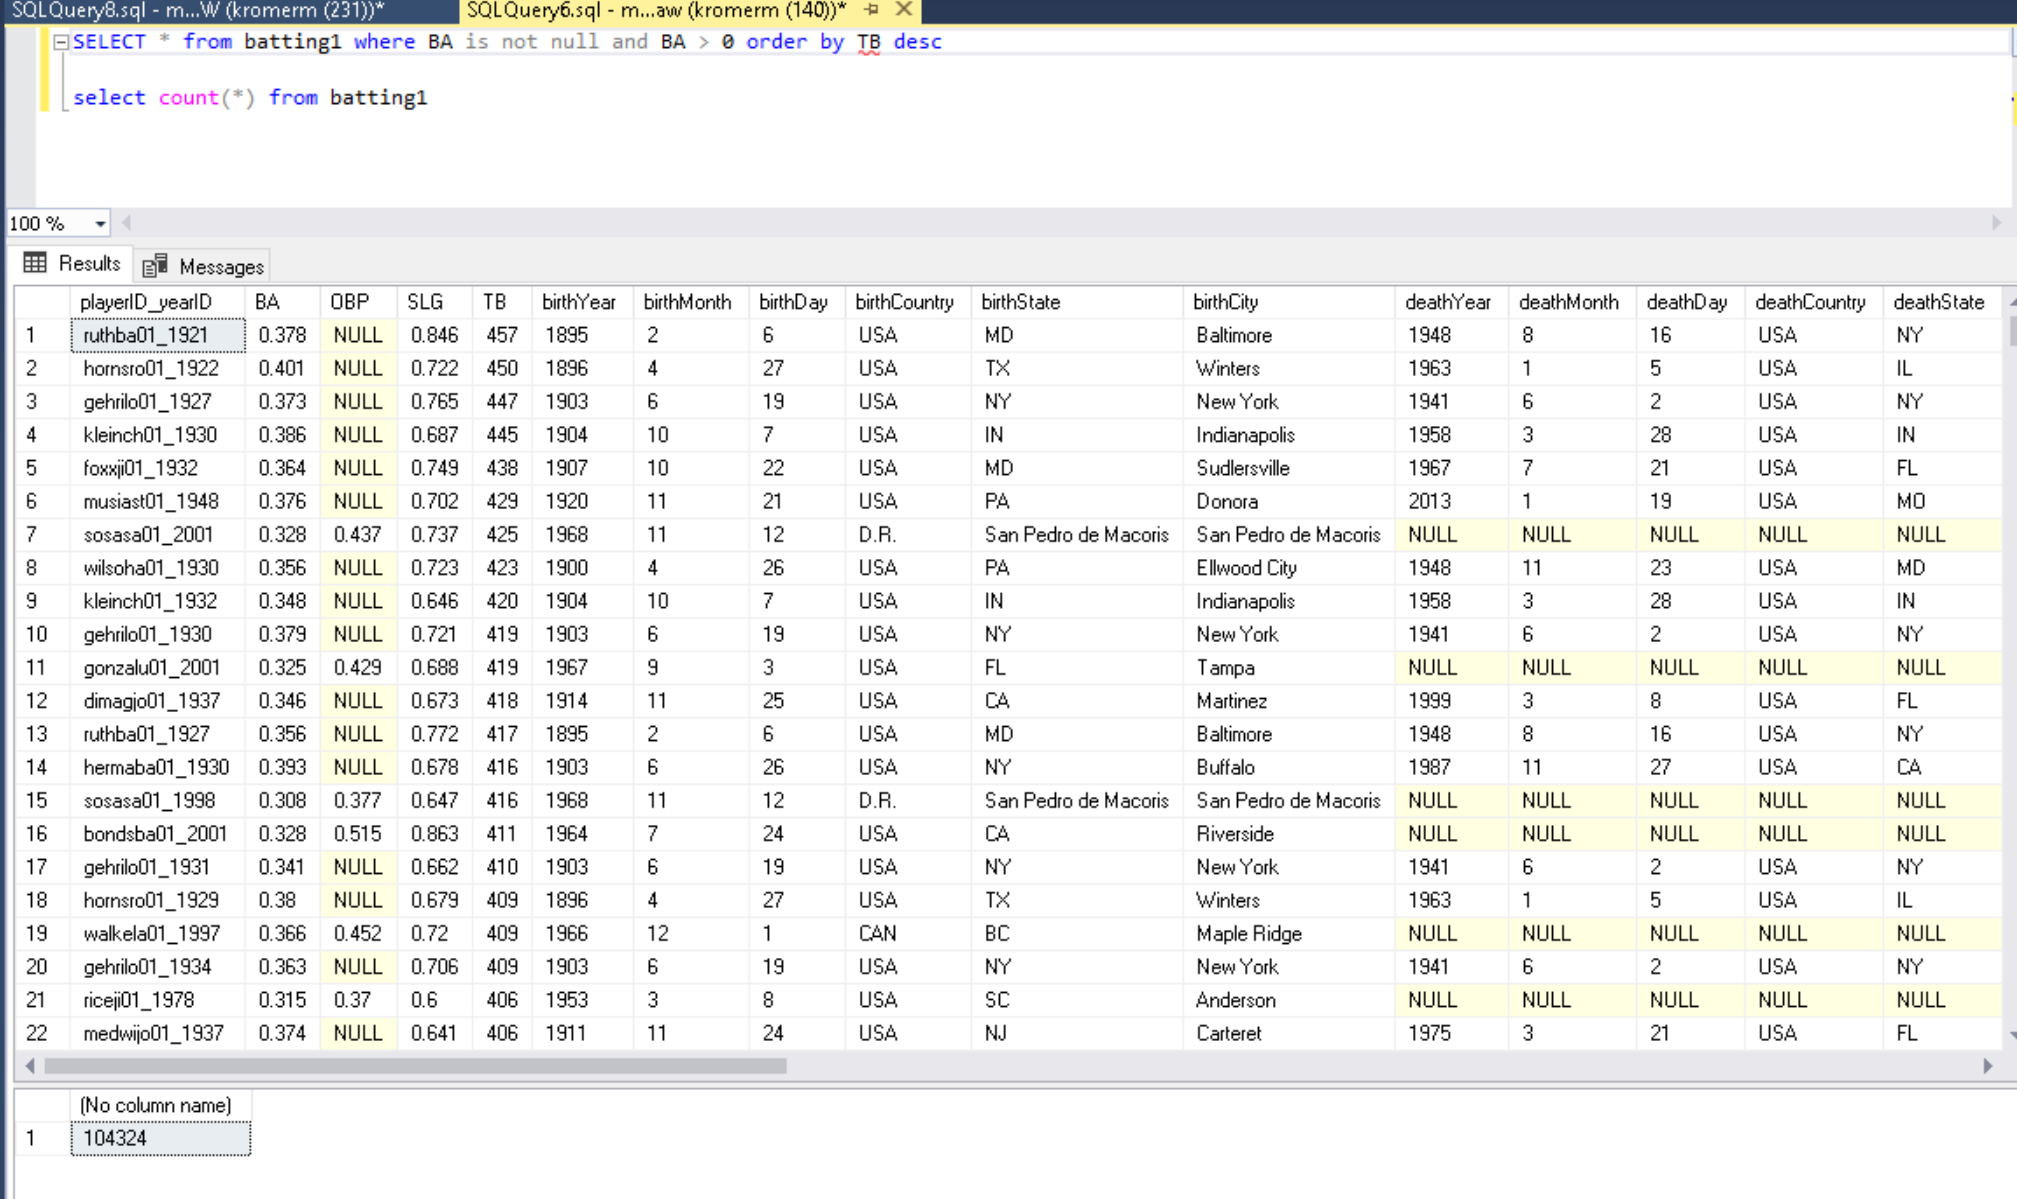 SQLQuery8.sql - m...W (kromerm (231))* SQLQuery6.sql - m...aw (kromerm (140))*
SELECT * from batting1 where BA is not null and BA > 0 order by TB desc
select count(*) from batting1
100 %
Results Messages
playerID_yearID BA OBP SLG TB birthYear birthMonth birthDay birthCountry birthState birthCity deathYear deathMonth deathDay deathCountry deathState
1 ruthba01_1921 0.378 NULL 0.846 457 1895 2 6 USA MD Baltimore 1948 8 16 USA NY
2 hornsro01_1922 0.401 NULL 0.722 450 1896 4 27 USA TX Winters 1963 1 5 USA IL
3 gehrilo01_1927 0.373 NULL 0.765 447 1903 6 19 USA NY New York 1941 6 2 USA NY
4 kleinch01_1930 0.386 NULL 0.687 445 1904 10 7 USA IN Indianapolis 1958 3 28 USA IN
5 foxxji01_1932 0.364 NULL 0.749 438 1907 10 22 USA MD Sudlersville 1967 7 21 USA FL
6 musiast01_1948 0.376 NULL 0.702 429 1920 11 21 USA PA Donora 2013 1 19 USA MO
7 sosasa01_2001 0.328 0.437 0.737 425 1968 11 12 D.R. San Pedro de Macoris San Pedro de Macoris NULL NULL NULL NULL NULL
8 wilsoha01_1930 0.356 NULL 0.723 423 1900 4 26 USA PA Ellwood City 1948 11 23 USA MD
9 kleinch01_1932 0.348 NULL 0.646 420 1904 10 7 USA IN Indianapolis 1958 3 28 USA IN
10 gehrilo01_1930 0.379 NULL 0.721 419 1903 6 19 USA NY New York 1941 6 2 USA NY
11 gonzalu01_2001 0.325 0.429 0.688 419 1967 9 3 USA FL Tampa NULL NULL NULL NULL NULL
12 dimagjo01_1937 0.346 NULL 0.673 418 1914 11 25 USA CA Martinez 1999 3 8 USA FL
13 ruthba01_1927 0.356 NULL 0.772 417 1895 2 6 USA MD Baltimore 1948 8 16 USA NY
14 hermaba01_1930 0.393 NULL 0.678 416 1903 6 26 USA NY Buffalo 1987 11 27 USA CA
15 sosasa01_1998 0.308 0.377 0.647 416 1968 11 12 D.R. San Pedro de Macoris San Pedro de Macoris NULL NULL NULL NULL NULL
16 bondsba01_2001 0.328 0.515 0.863 411 1964 7 24 USA CA Riverside NULL NULL NULL NULL NULL
17 gehrilo01_1931 0.341 NULL 0.662 410 1903 6 19 USA NY New York 1941 6 2 USA NY
18 hornsro01_1929 0.38 NULL 0.679 409 1896 4 27 USA TX Winters 1963 1 5 USA IL
19 walkela01_1997 0.366 0.452 0.72 409 1966 12 1 CAN BC Maple Ridge NULL NULL NULL NULL NULL
20 gehrilo01_1934 0.363 NULL 0.706 409 1903 6 19 USA NY New York 1941 6 2 USA NY
21 riceji01_1978 0.315 0.37 0.6 406 1953 3 8 USA SC Anderson NULL NULL NULL NULL NULL
22 medwijo01_1937 0.374 NULL 0.641 406 1911 11 24 USA NJ Carteret 1975 3 21 USA FL
(No column name)
1 104324